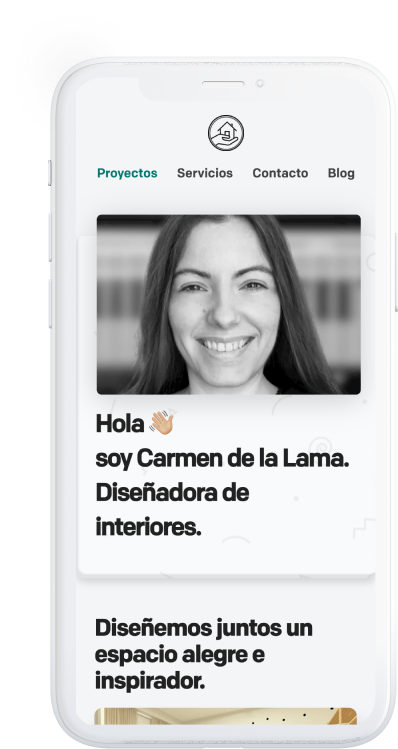 Proyectos Servicios Contacto Blog
Hola 👋🏼
soy Carmen de la Lama.
Diseñadora de
interiores.
Diseñemos juntos un
espacio alegre e
inspirador.